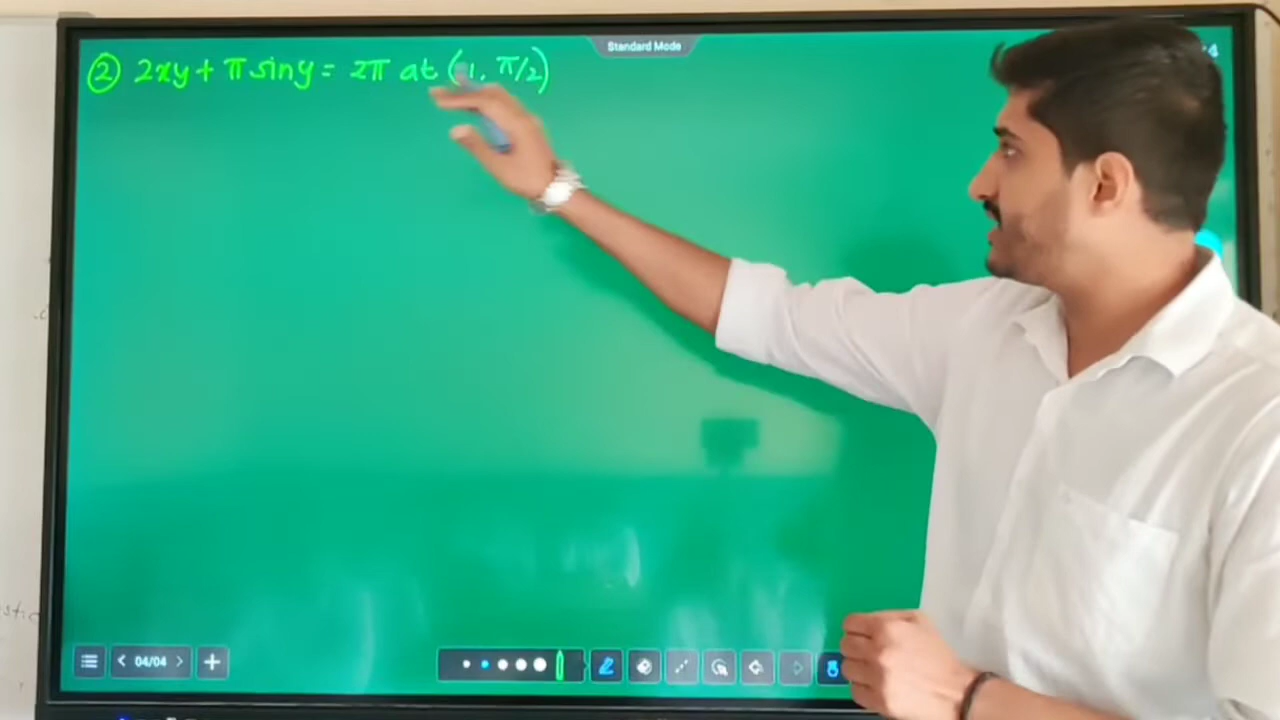 Standard Mode
② 2xy + π sin y = 2π at (1, π/2)
04/04